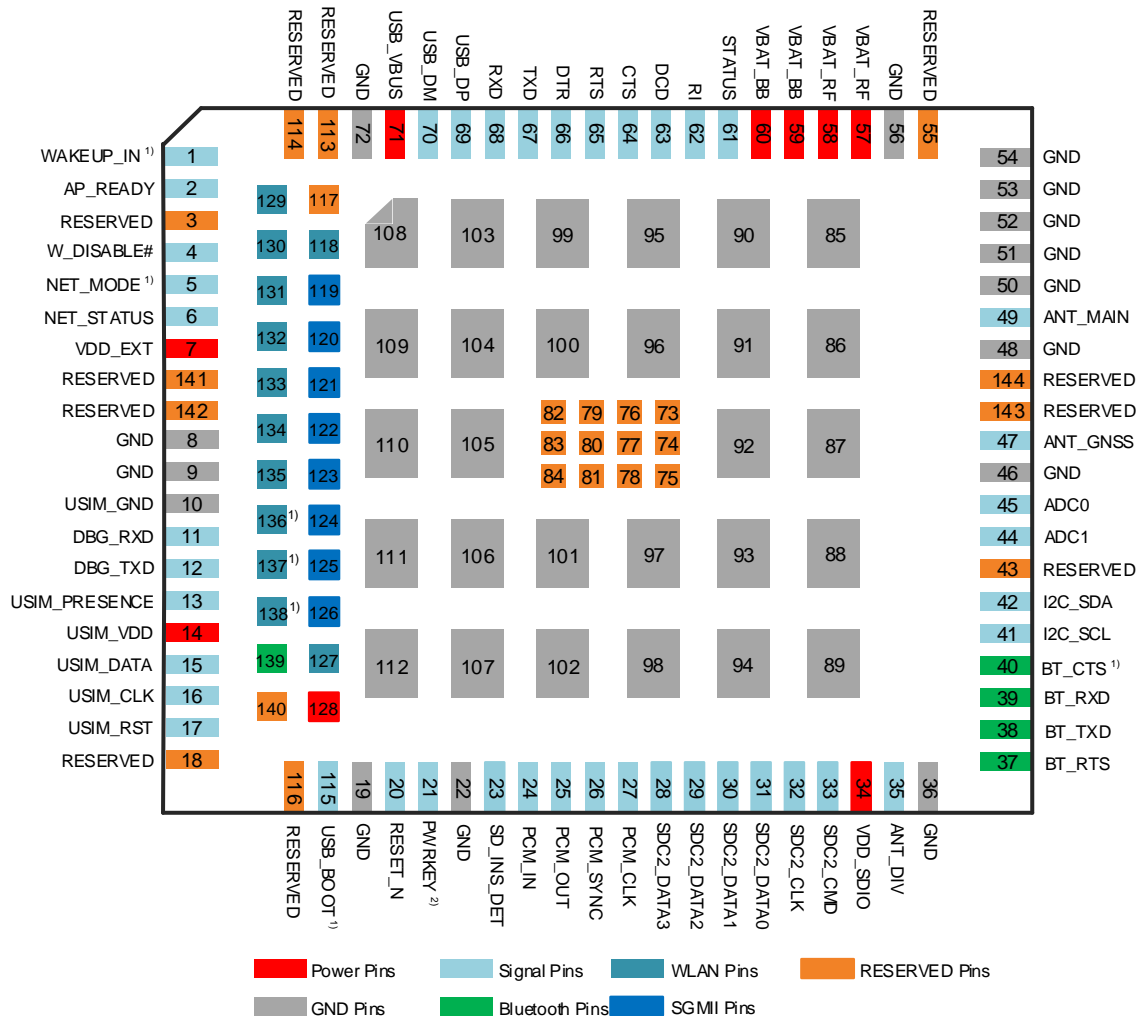 RESERVED
RESERVED
GND
USB_VBUS
USB_DM
USB_DP
RXD
TXD
DTR
RTS
CTS
DCD
RI
STATUS
VBAT_BB
VBAT_BB
VBAT_RF
VBAT_RF
GND
RESERVED
114 113 72 71 70 69 68 67 66 65 64 63 62 61 60 59 58 57 56 55
WAKEUP_IN 1) 1
AP_READY 2
RESERVED 3
W_DISABLE# 4
NET_MODE 1) 5
NET_STATUS 6
VDD_EXT 7
RESERVED 141
RESERVED 142
GND 8
GND 9
USIM_GND 10
DBG_RXD 11
DBG_TXD 12
USIM_PRESENCE 13
USIM_VDD 14
USIM_DATA 15
USIM_CLK 16
USIM_RST 17
RESERVED 18
129 117
130 118
131 119
132 120
133 121
134 122
135 123
136 1) 124
137 1) 125
138 1) 126
139 127
140 128
108 103 99 95 90 85
109 104 100 96 91 86
110 105
82 79 76 73
83 80 77 74
84 81 78 75
92 87
111 106 101 97 93 88
112 107 102 98 94 89
54 GND
53 GND
52 GND
51 GND
50 GND
49 ANT_MAIN
48 GND
144 RESERVED
143 RESERVED
47 ANT_GNSS
46 GND
45 ADC0
44 ADC1
43 RESERVED
42 I2C_SDA
41 I2C_SCL
40 BT_CTS 1)
39 BT_RXD
38 BT_TXD
37 BT_RTS
116 115 19 20 21 22 23 24 25 26 27 28 29 30 31 32 33 34 35 36
RESERVED
USB_BOOT 1)
GND
RESET_N
PWRKEY 2)
GND
SD_INS_DET
PCM_IN
PCM_OUT
PCM_SYNC
PCM_CLK
SDC2_DATA3
SDC2_DATA2
SDC2_DATA1
SDC2_DATA0
SDC2_CLK
SDC2_CMD
VDD_SDIO
ANT_DIV
GND
Power Pins Signal Pins WLAN Pins RESERVED Pins
GND Pins Bluetooth Pins SGMII Pins